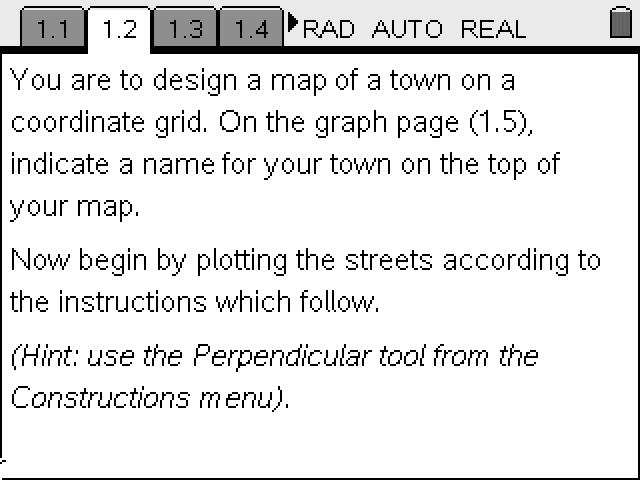 1.1 1.2 1.3 1.4 RAD AUTO REAL
You are to design a map of a town on a
coordinate grid. On the graph page (1.5),
indicate a name for your town on the top of
your map.
Now begin by plotting the streets according to
the instructions which follow.
(Hint: use the Perpendicular tool from the
Constructions menu).